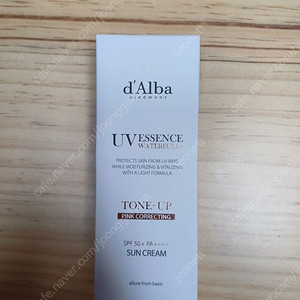 d'Alba
piedmont
UV ESSENCE
WATERFULL
PROTECTS SKIN FROM UV RAYS
WHILE MOISTURIZING & VITALIZING
WITH A LIGHT FORMULA
TONE-UP
PINK CORRECTING
SPF 50+ PA++++
SUN CREAM
allure from basic.